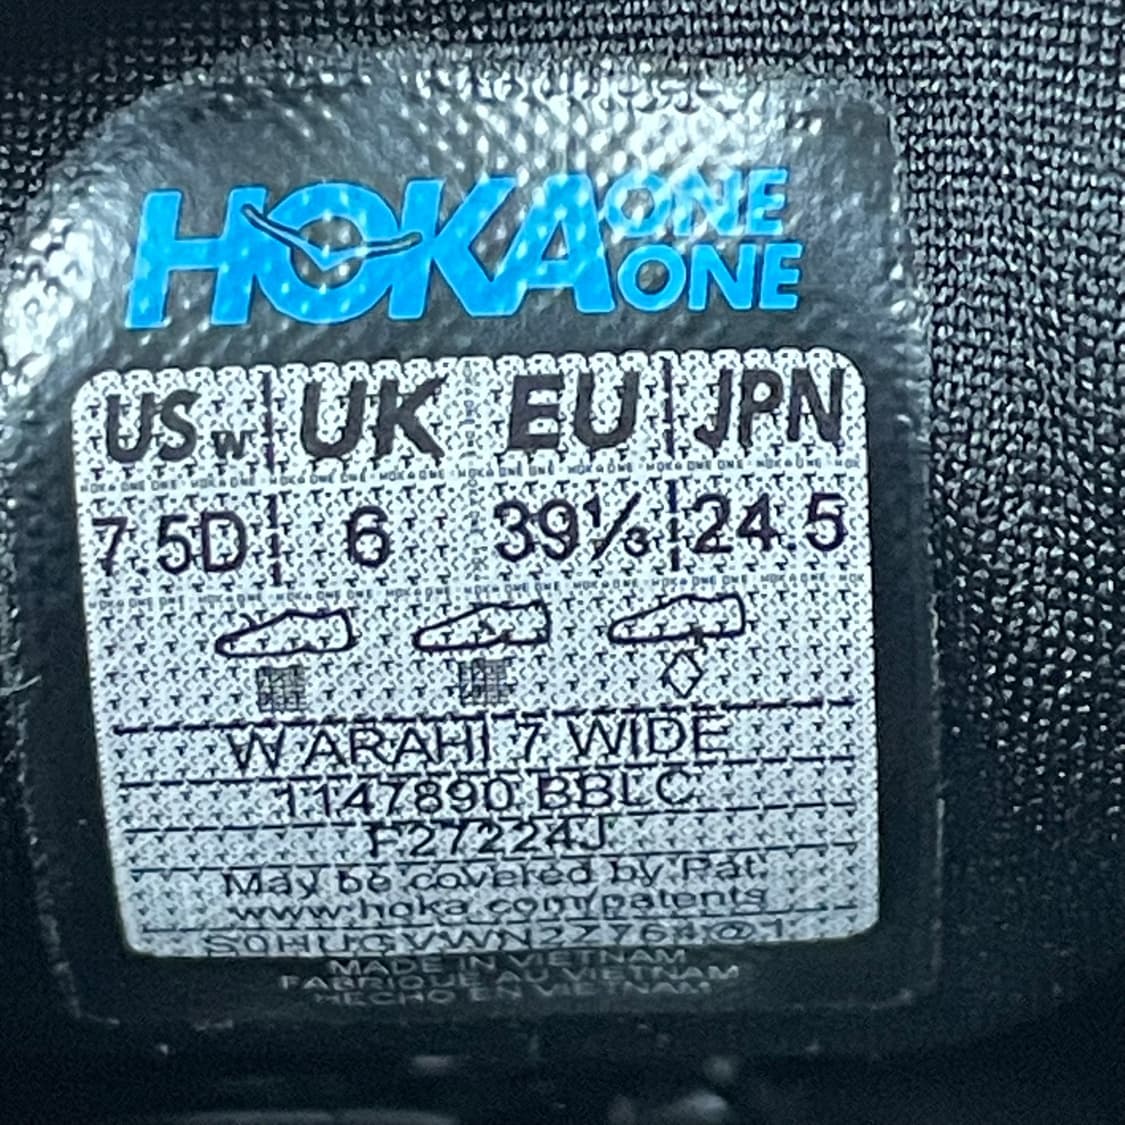 HOKA ONE ONE
USw UK EU JPN
7.5D 6 39⅓ 24.5
W ARAHI 7 WIDE
1147890 BBLC
F27224J
May be covered by Pat.
www.hoka.com/patents
MADE IN VIETNAM
FABRIQUE AU VIETNAM
HECHO EN VIETNAM